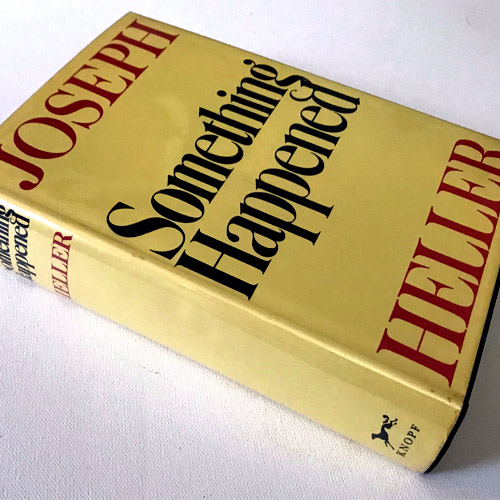 JOSEPH
Something
Happened
HELLER
Something
Happened
HELLER
KNOPF